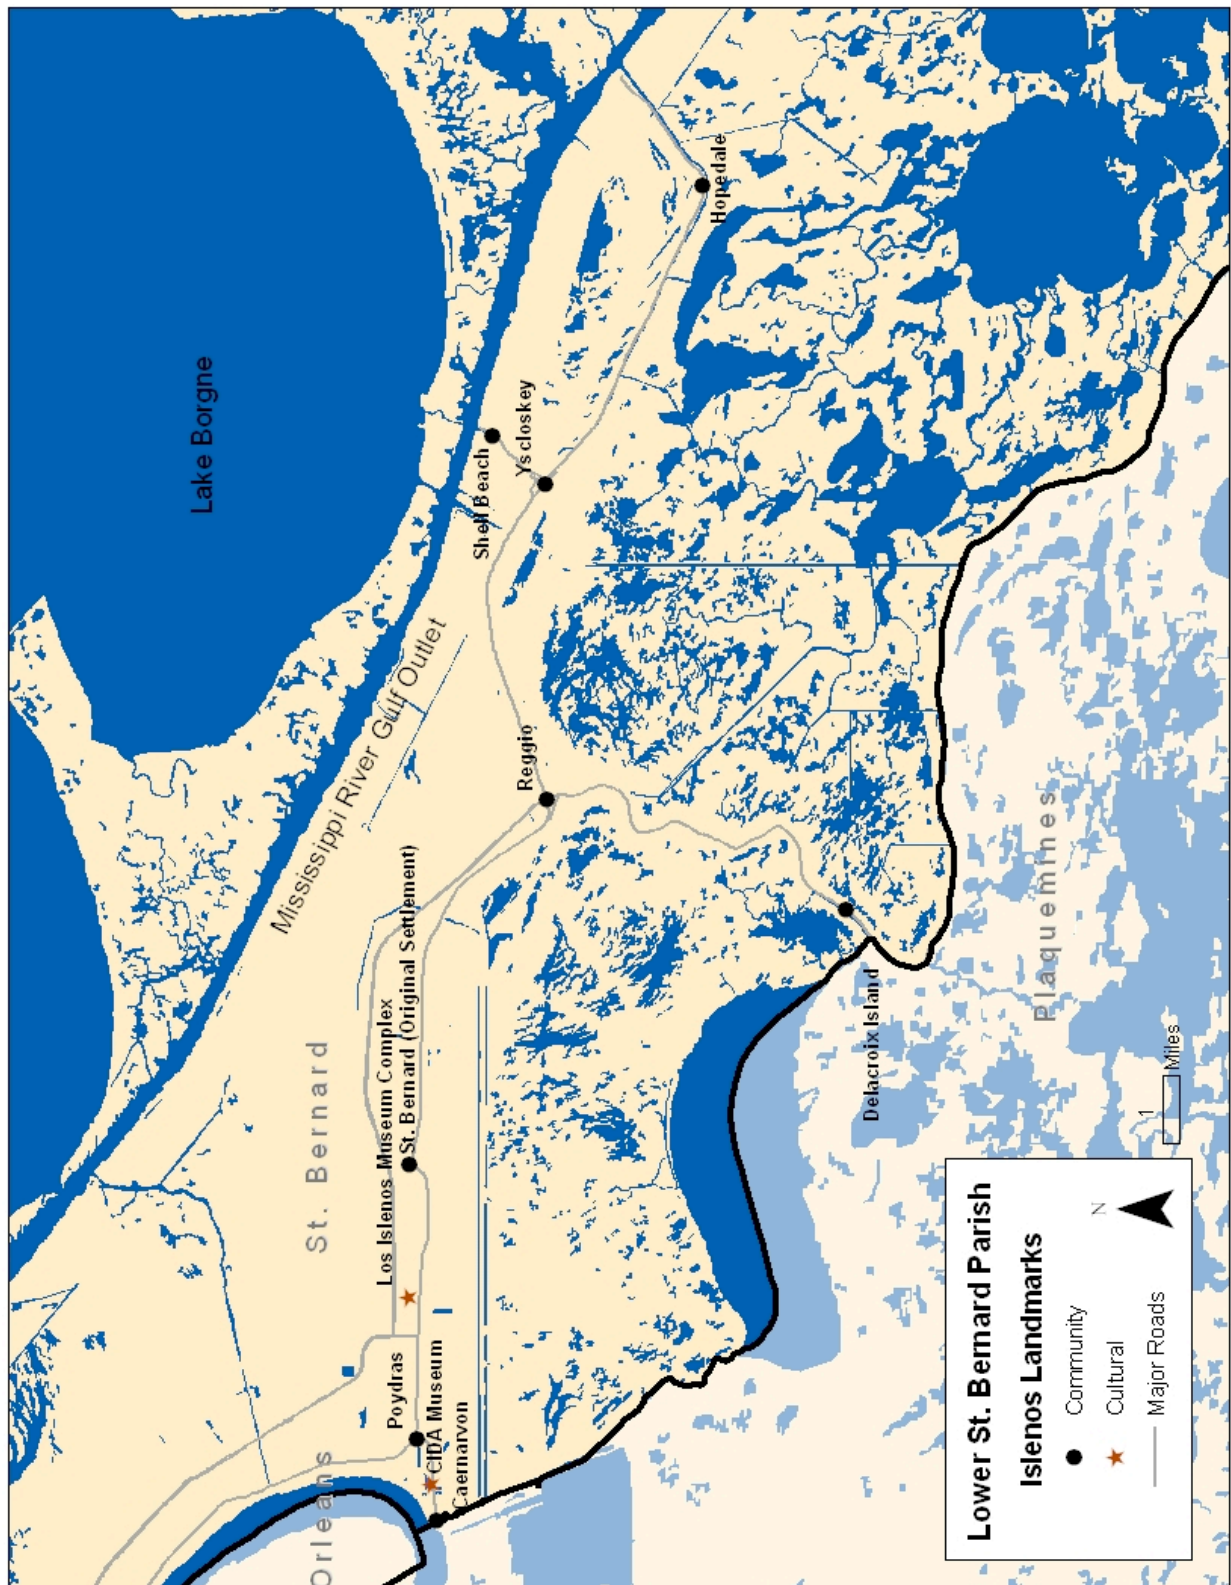 Lake Borgne
Mississippi River Gulf Outlet
St. Bernard
Orleans
Plaquemines
Shell Beach
Yscloskey
Hopedale
Reggio
Los Islenos Museum Complex
St. Bernard (Original Settlement)
Poydras
CIDA Museum
Caernarvon
Delacroix Island
Lower St. Bernard Parish
Islenos Landmarks
Community
Cultural
Major Roads
N
1
Miles